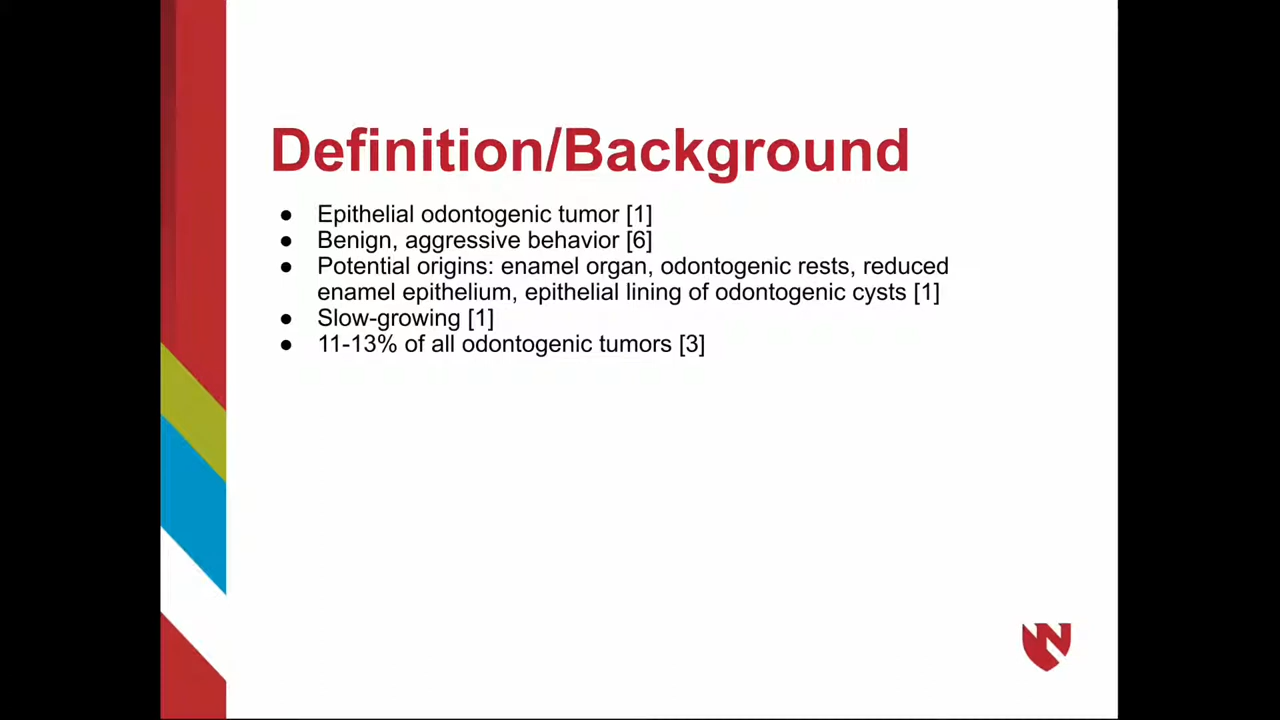 Definition/Background
● Epithelial odontogenic tumor [1]
● Benign, aggressive behavior [6]
● Potential origins: enamel organ, odontogenic rests, reduced
enamel epithelium, epithelial lining of odontogenic cysts [1]
● Slow-growing [1]
● 11-13% of all odontogenic tumors [3]